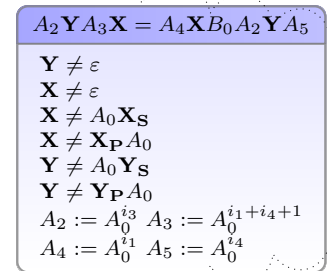 A₂YA₃X = A₄XB₀A₂YA₅
Y ≠ ε
X ≠ ε
X ≠ A₀X_S
X ≠ X_PA₀
Y ≠ A₀Y_S
Y ≠ Y_PA₀
A₂ := A₀^{i₃} A₃ := A₀^{i₁+i₄+1}
A₄ := A₀^{i₁} A₅ := A₀^{i₄}